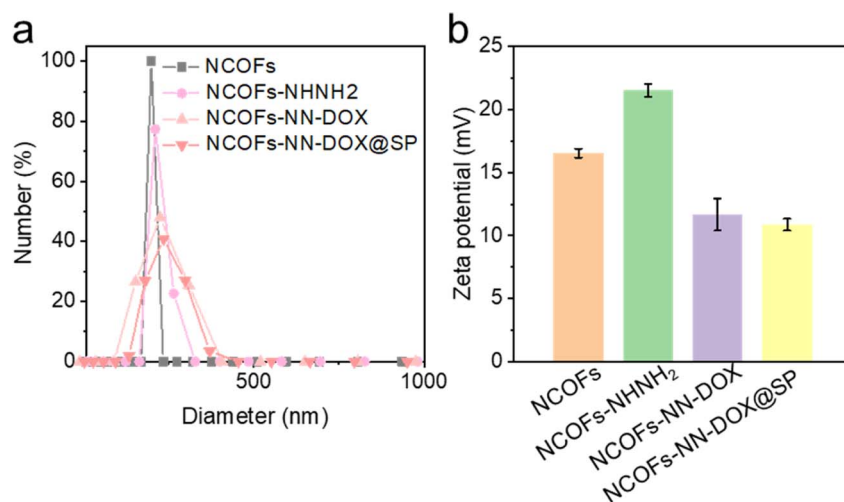 a
100
80
60
40
20
0
500
1000
Number (%)
Diameter (nm)
NCOFs
NCOFs-NHNH2
NCOFs-NN-DOX
NCOFs-NN-DOX@SP
b
25
20
15
10
5
0
Zeta potential (mV)
NCOFs
NCOFs-NHNH₂
NCOFs-NN-DOX
NCOFs-NN-DOX@SP